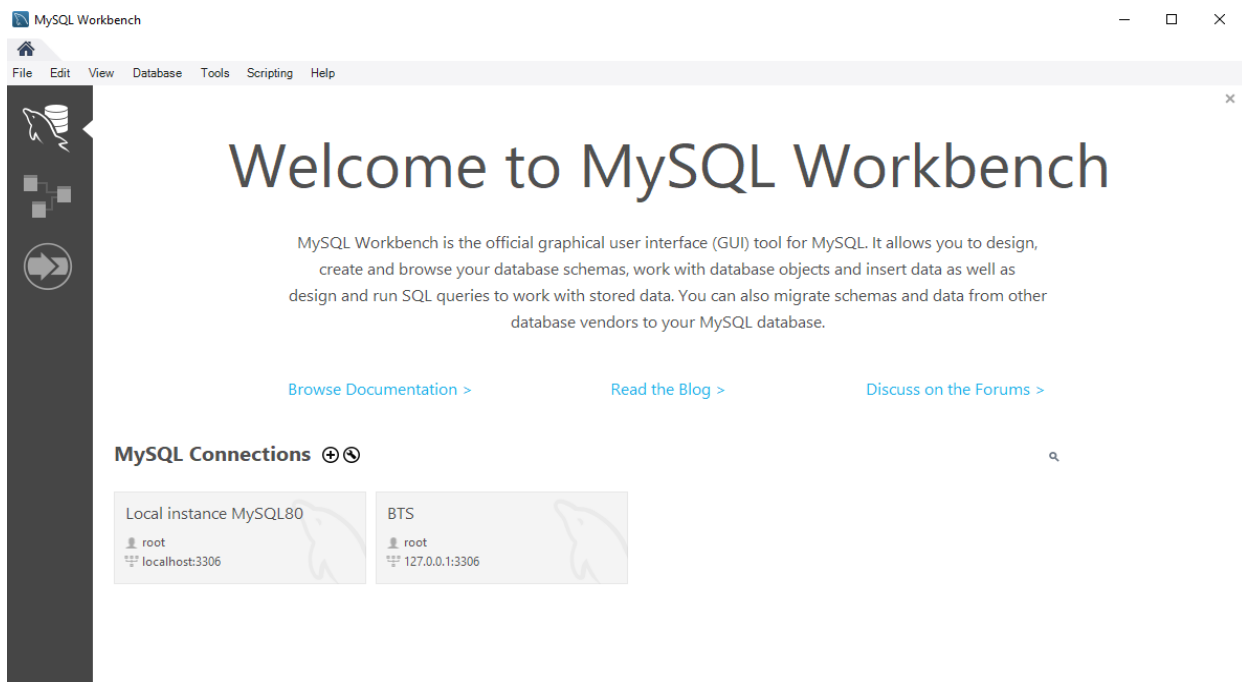 MySQL Workbench
File Edit View Database Tools Scripting Help
Welcome to MySQL Workbench
MySQL Workbench is the official graphical user interface (GUI) tool for MySQL. It allows you to design,
create and browse your database schemas, work with database objects and insert data as well as
design and run SQL queries to work with stored data. You can also migrate schemas and data from other
database vendors to your MySQL database.
Browse Documentation > Read the Blog > Discuss on the Forums >
MySQL Connections
Local instance MySQL80
root
localhost:3306
BTS
root
127.0.0.1:3306